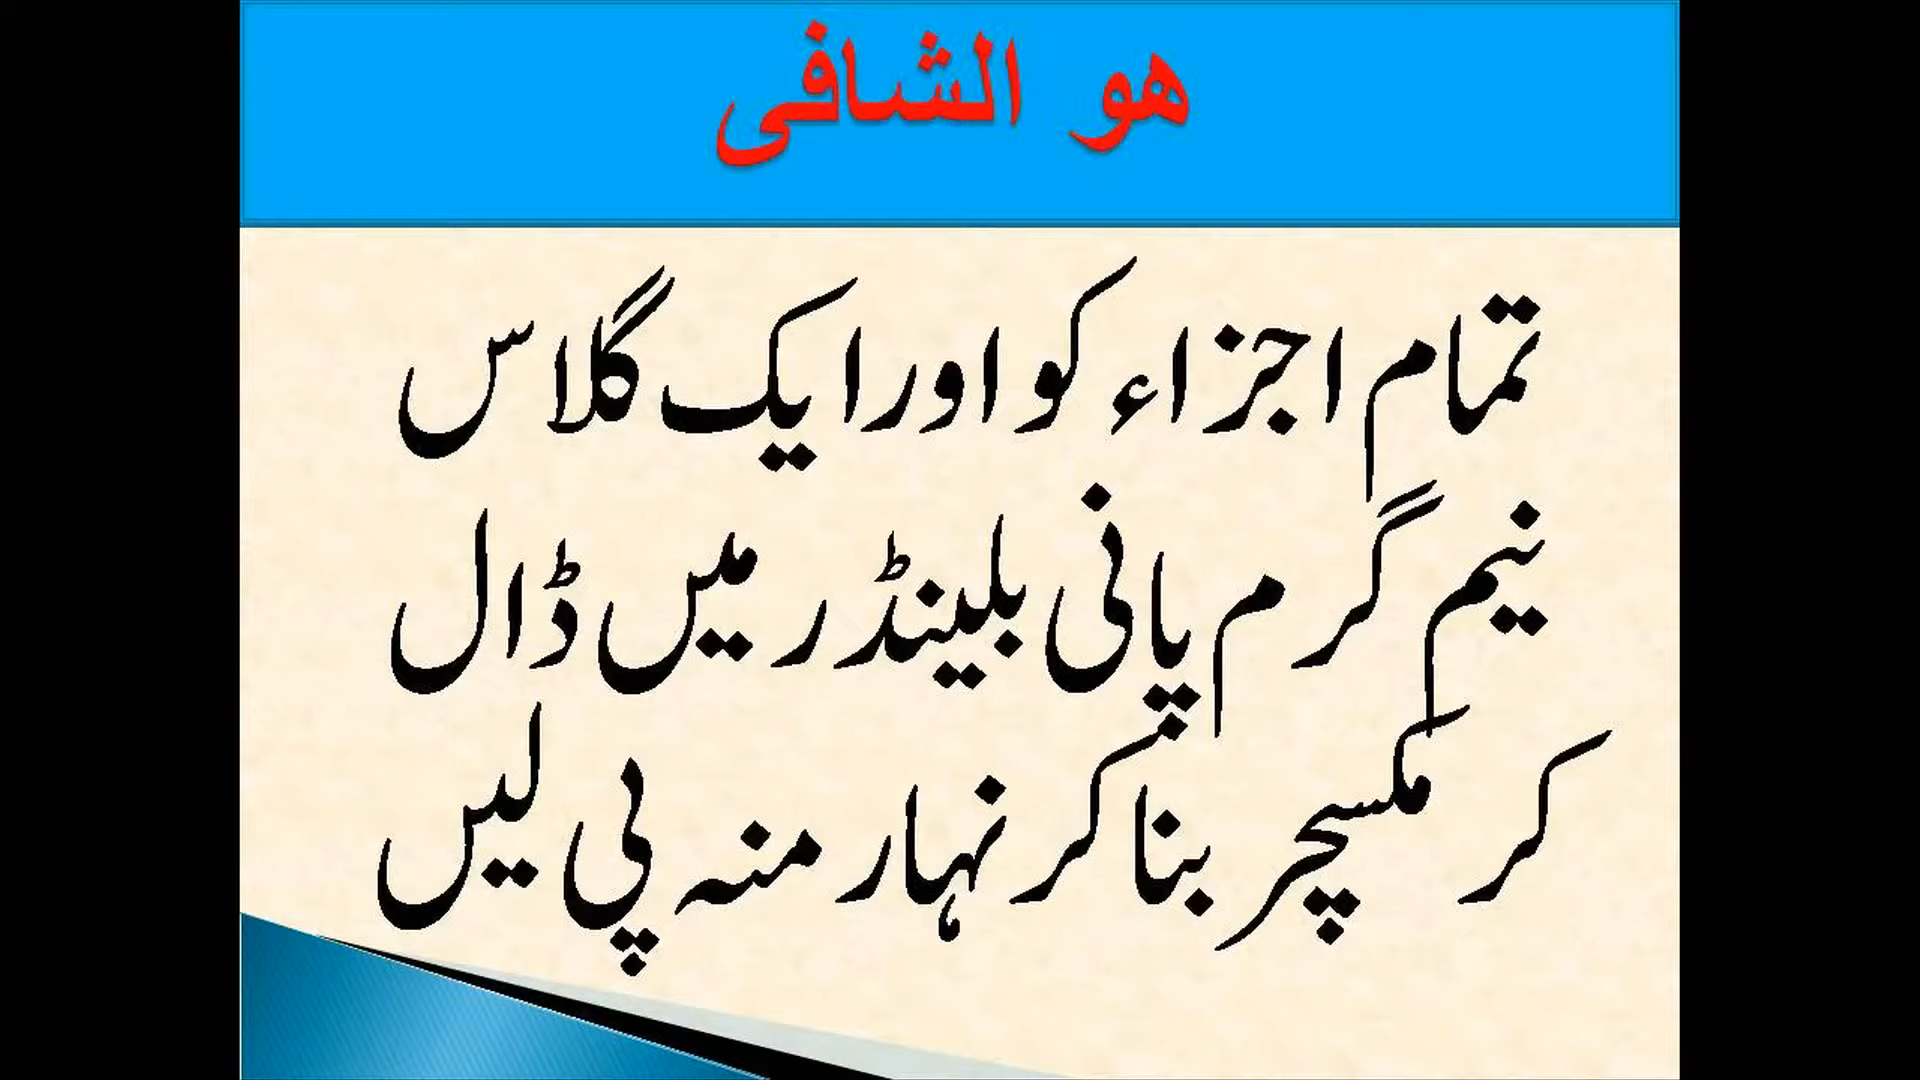 ھو الشافی
تمام اجزاء کو اور ایک گلاس
نیم گرم پانی بلینڈر میں ڈال
کر مکسچر بنا کر نہار منہ پی لیں